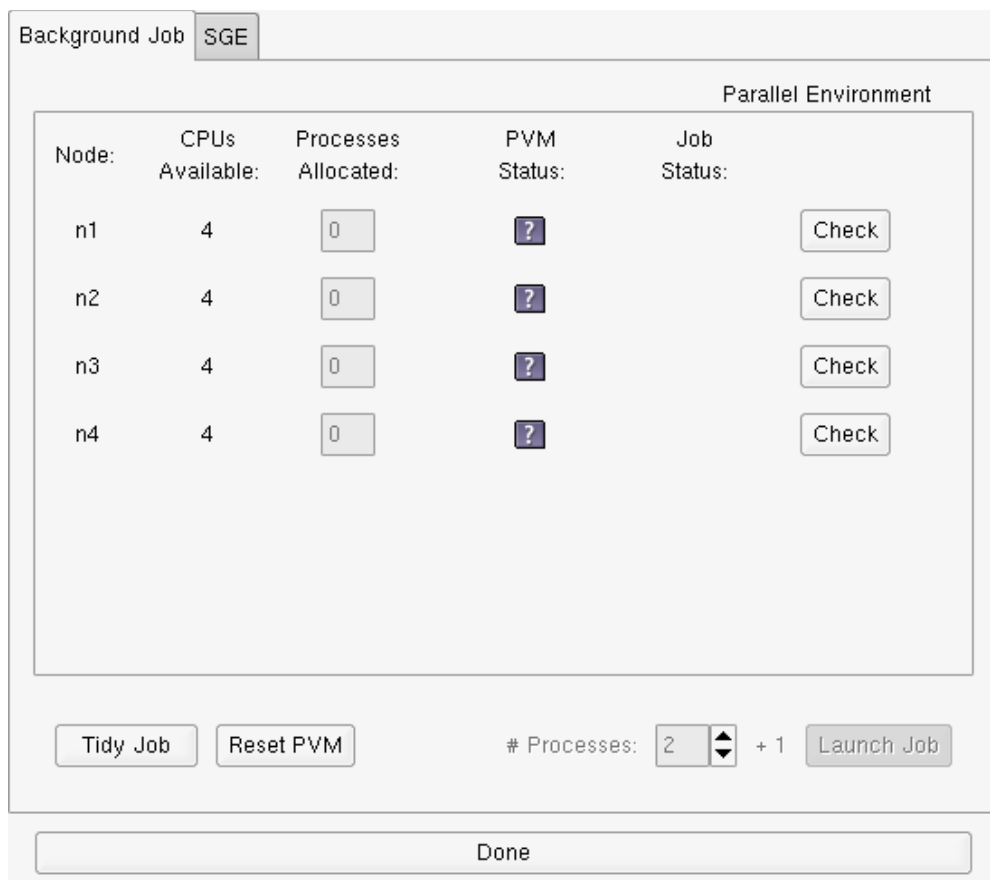 Background Job SGE
Parallel Environment
Node: CPUs Available: Processes Allocated: PVM Status: Job Status:
n1 4 0 ? Check
n2 4 0 ? Check
n3 4 0 ? Check
n4 4 0 ? Check
Tidy Job Reset PVM # Processes: 2 + 1 Launch Job
Done